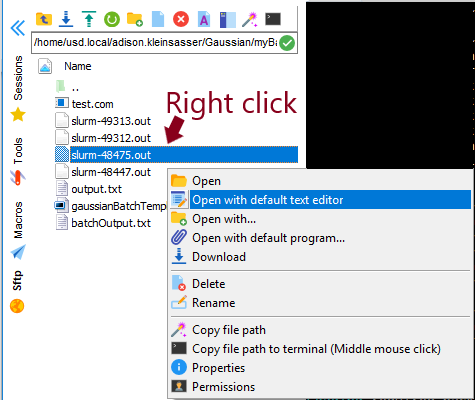 /home/usd.local/adison.kleinsasser/Gaussian/myBa
Name
..
test.com
slurm-49313.out
slurm-49312.out
slurm-48475.out
slurm-48447.out
output.txt
gaussianBatchTemp
batchOutput.txt
Sessions
Tools
Macros
Sftp
Right click
Open
Open with default text editor
Open with...
Open with default program...
Download
Delete
Rename
Copy file path
Copy file path to terminal (Middle mouse click)
Properties
Permissions